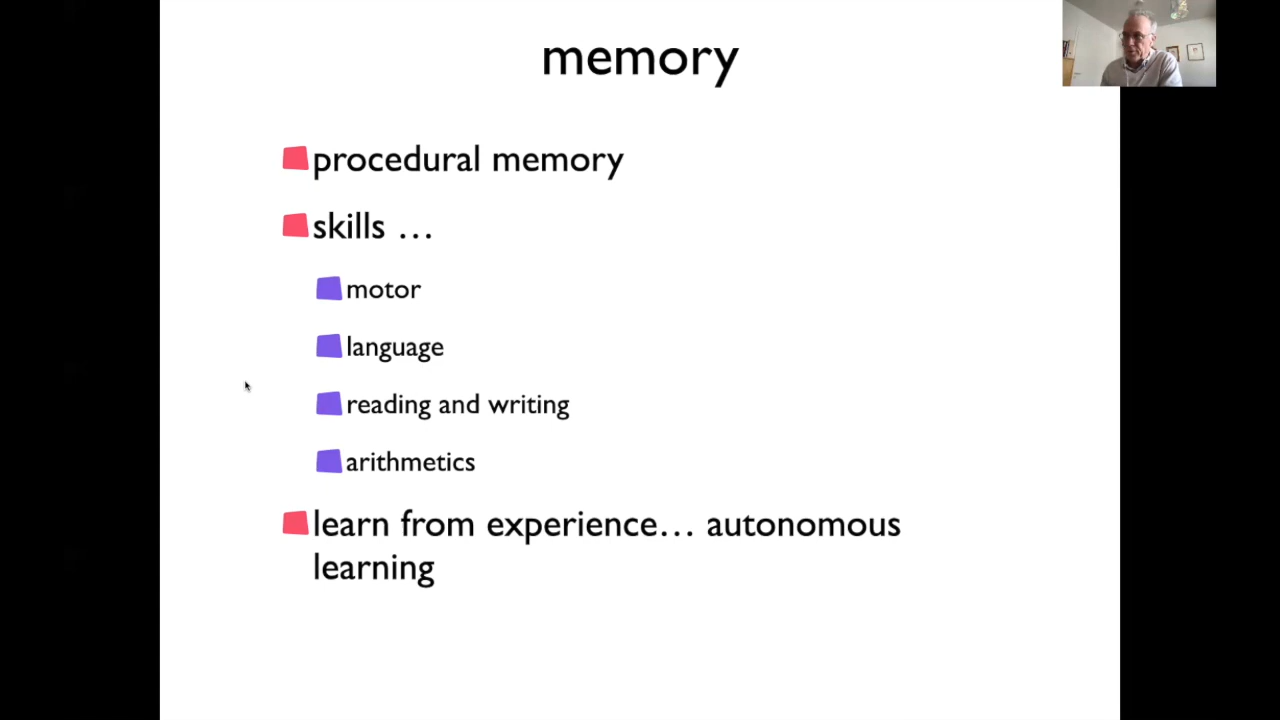 memory
procedural memory
skills …
motor
language
reading and writing
arithmetics
learn from experience… autonomous
learning